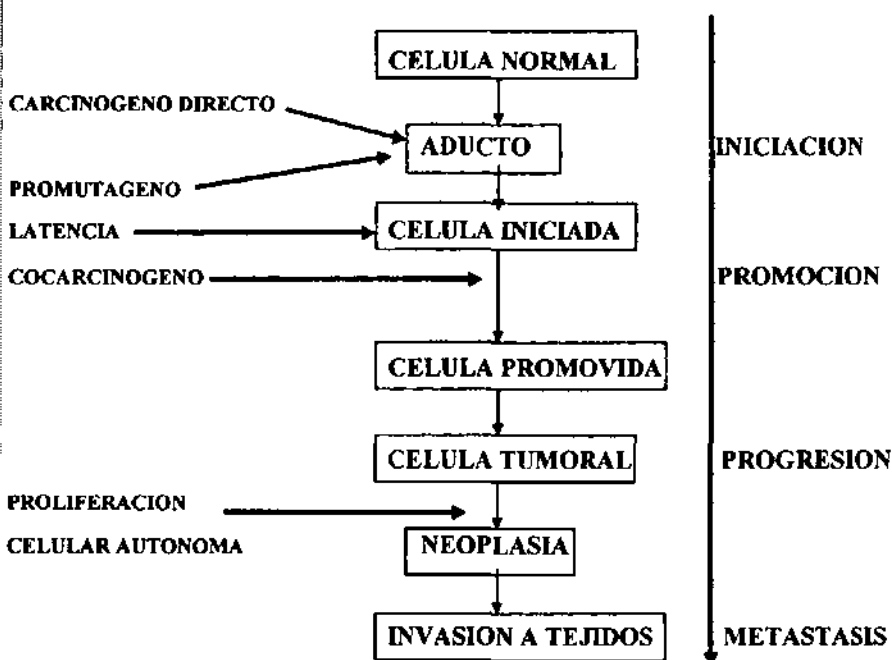 CELULA NORMAL
CARCINOGENO DIRECTO
ADUCTO
INICIACION
PROMUTAGENO
LATENCIA
CELULA INICIADA
COCARCINOGENO
PROMOCION
CELULA PROMOVIDA
CELULA TUMORAL
PROGRESION
PROLIFERACION
CELULAR AUTONOMA
NEOPLASIA
INVASION A TEJIDOS
METASTASIS